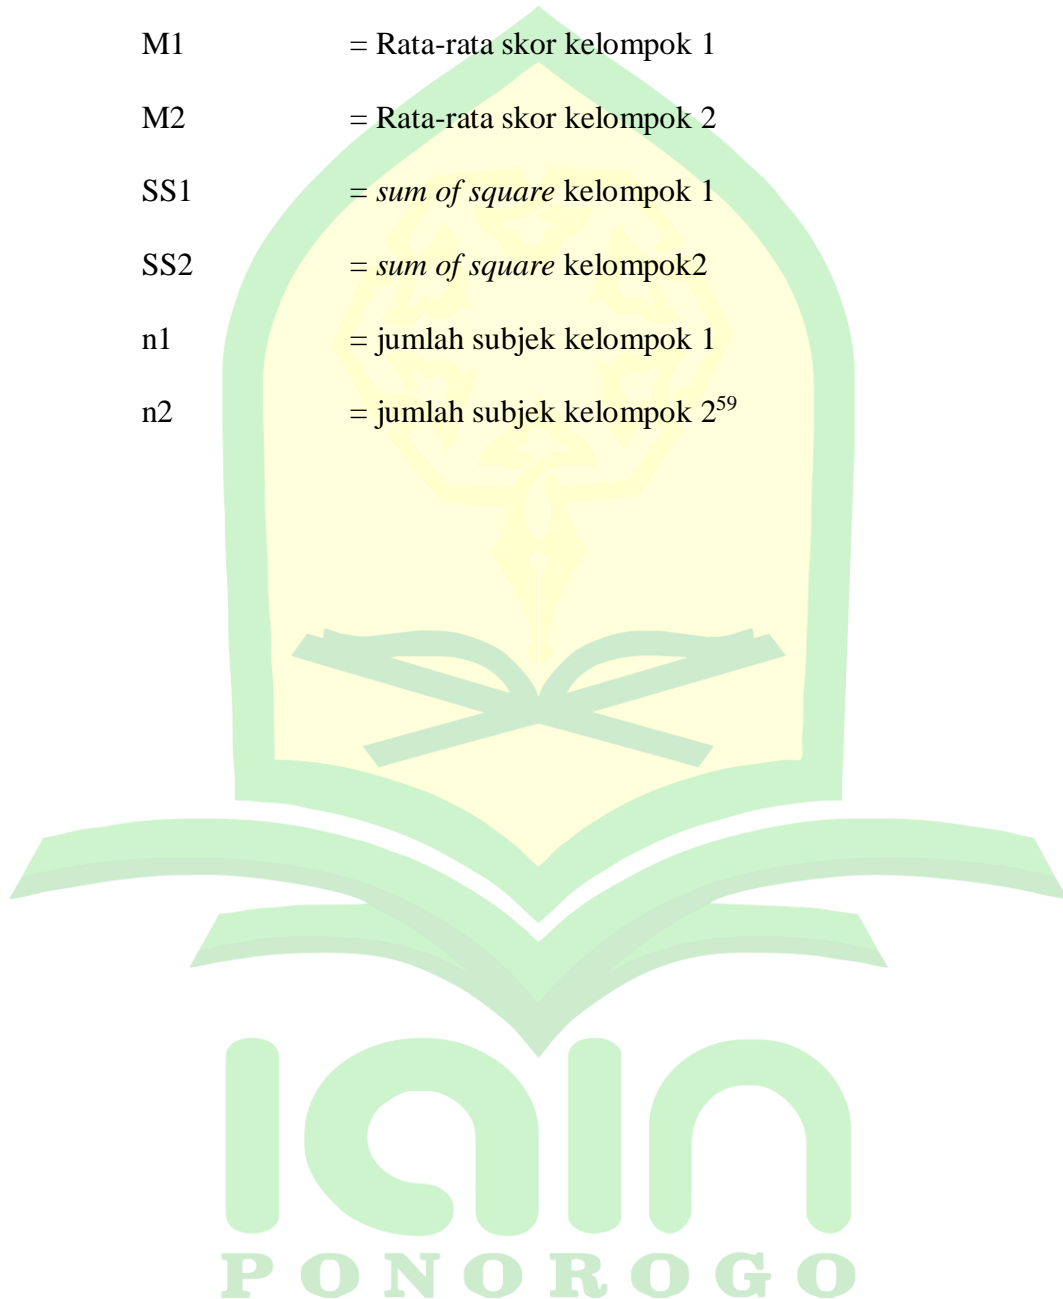 M1 = Rata-rata skor kelompok 1
M2 = Rata-rata skor kelompok 2
SS1 = sum of square kelompok 1
SS2 = sum of square kelompok2
n1 = jumlah subjek kelompok 1
n2 = jumlah subjek kelompok 2⁵⁹
iain
PONOROGO